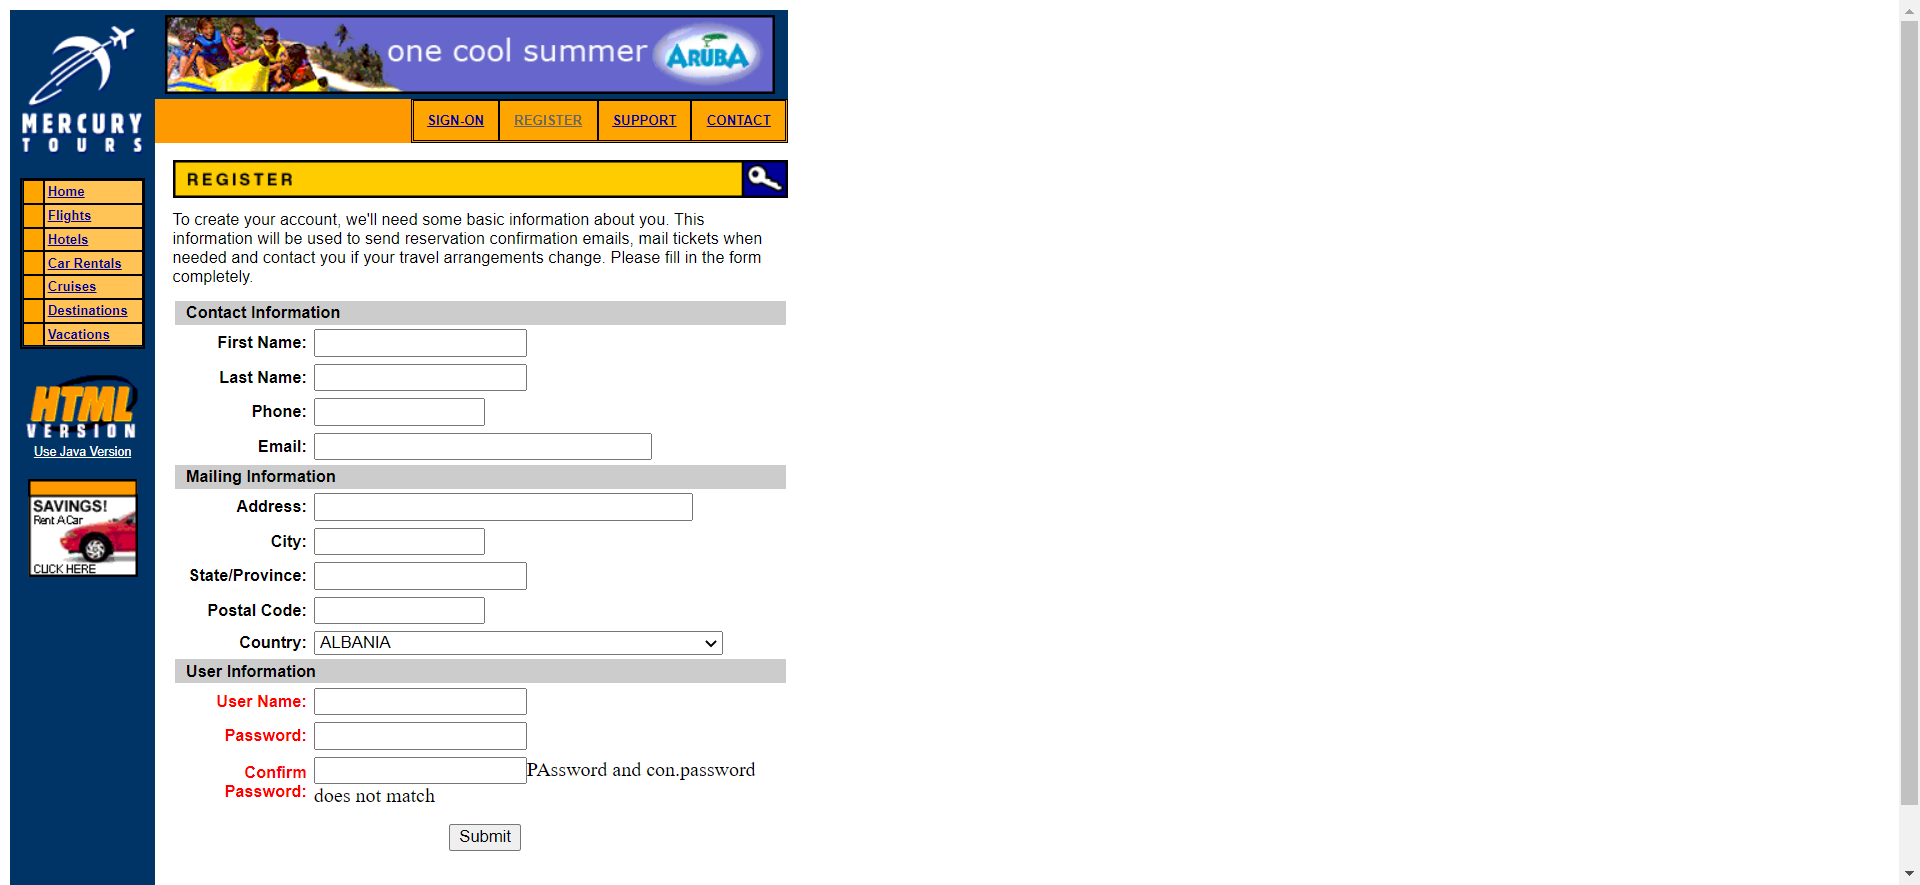 MERCURY
TOURS
one cool summer ARUBA
SIGN-ON REGISTER SUPPORT CONTACT
Home
Flights
Hotels
Car Rentals
Cruises
Destinations
Vacations
HTML
VERSION
Use Java Version
SAVINGS!
Rent A Car
CLICK HERE
REGISTER
To create your account, we'll need some basic information about you. This
information will be used to send reservation confirmation emails, mail tickets when
needed and contact you if your travel arrangements change. Please fill in the form
completely.
Contact Information
First Name:
Last Name:
Phone:
Email:
Mailing Information
Address:
City:
State/Province:
Postal Code:
Country: ALBANIA
User Information
User Name:
Password:
Confirm
Password:
PAssword and con.password
does not match
Submit